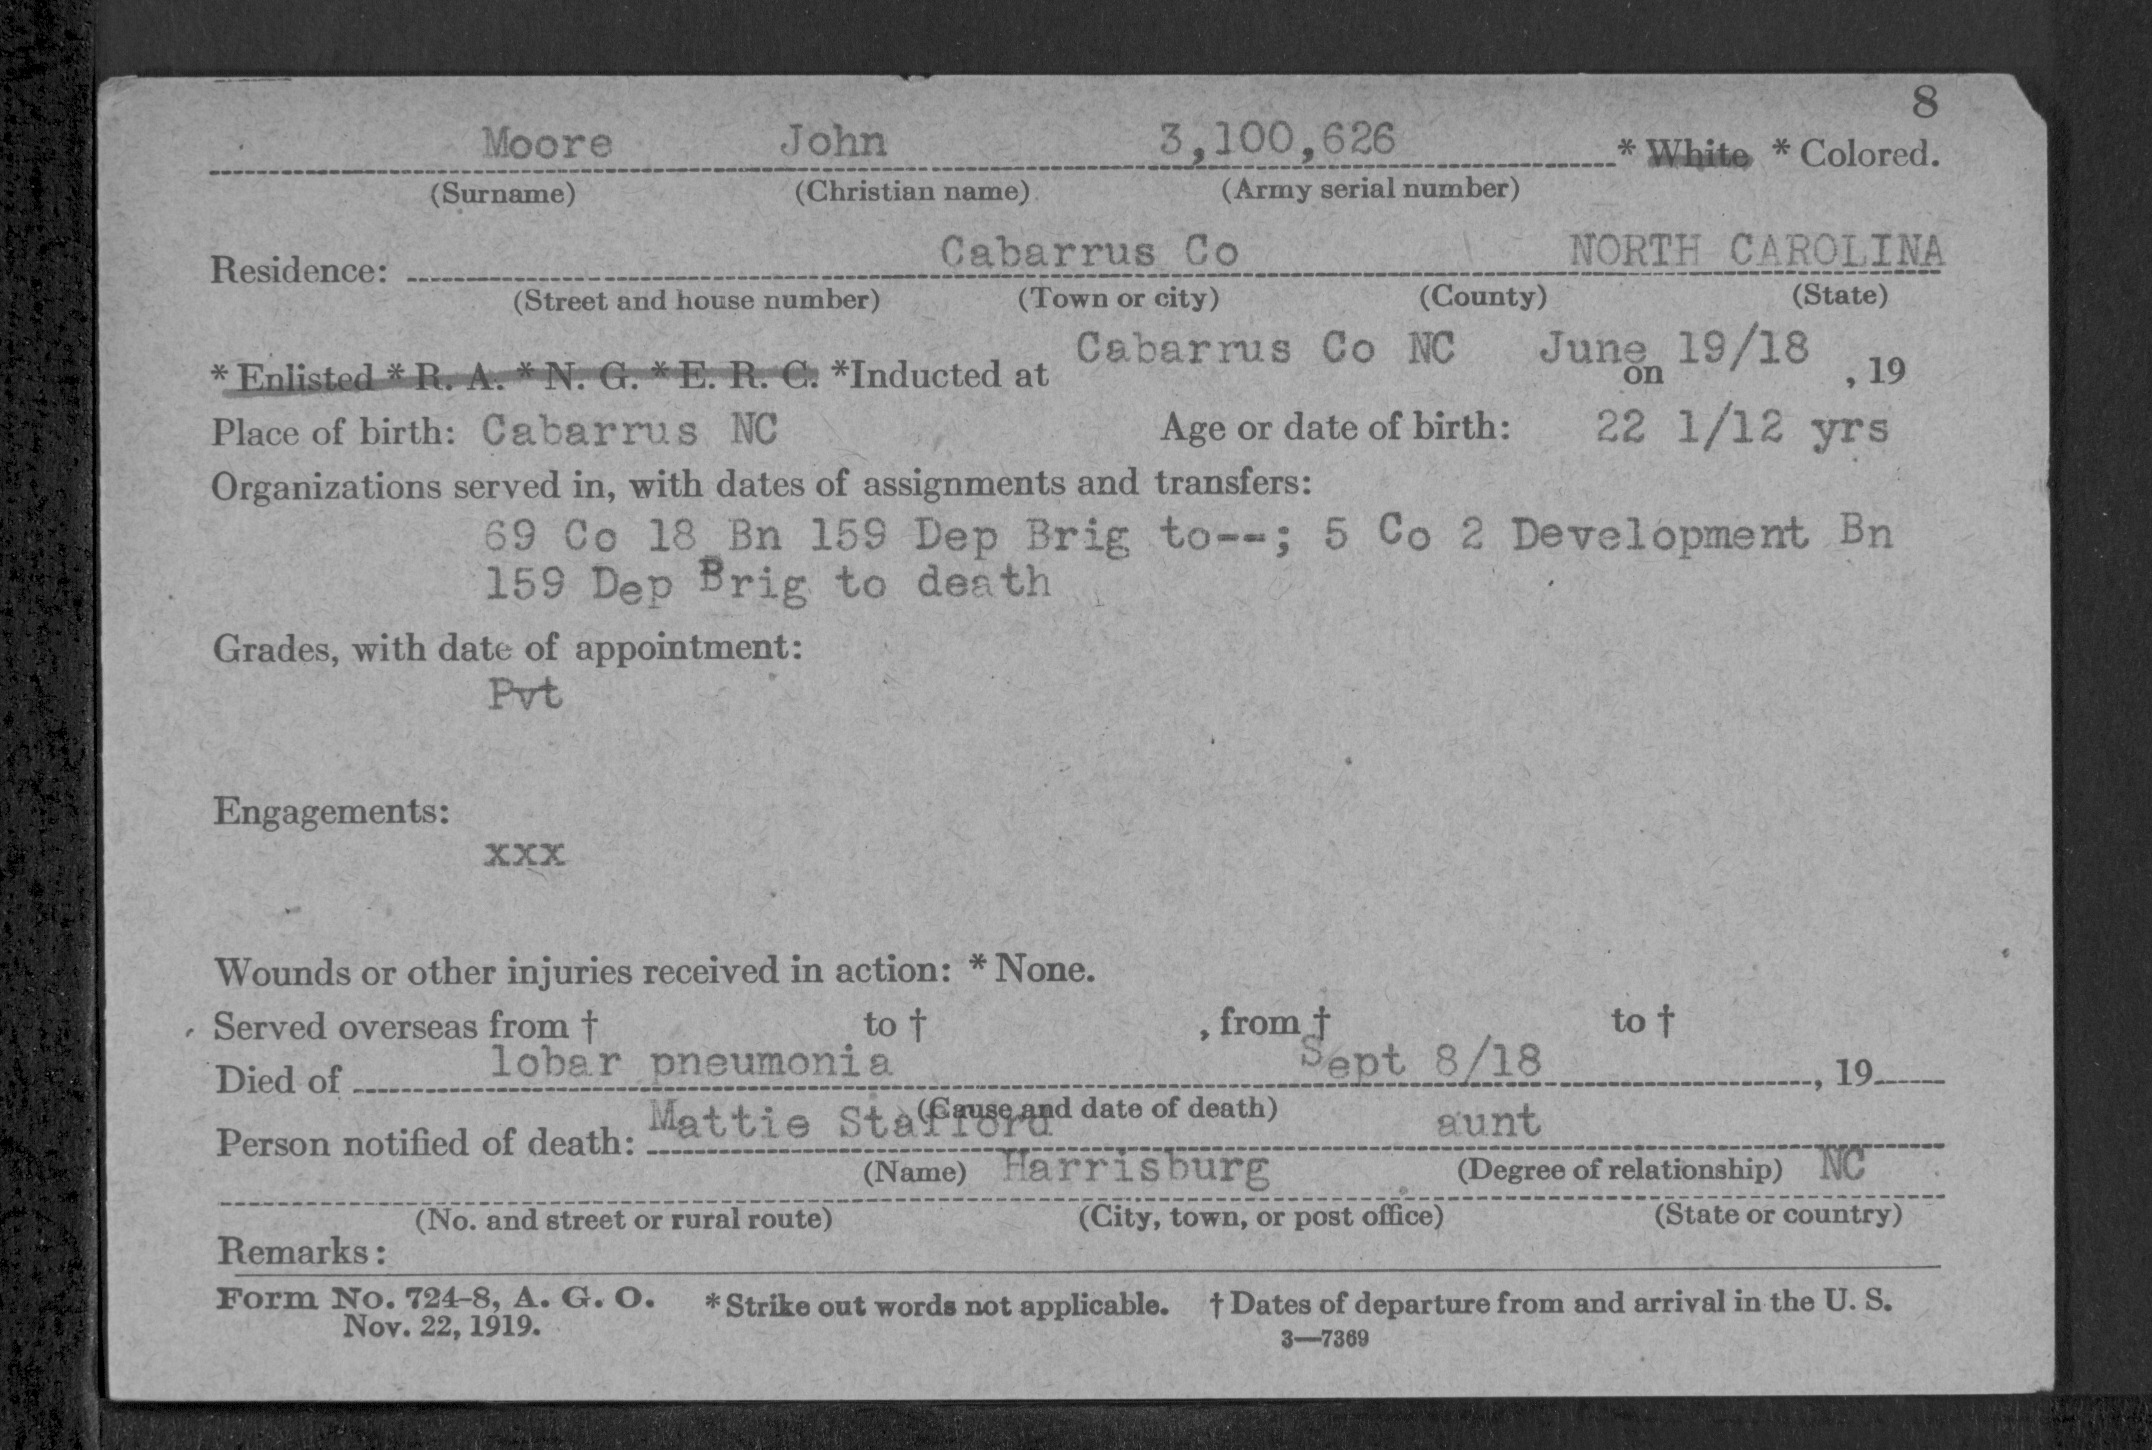 8
Moore John 3,100,626 * White * Colored.
(Surname) (Christian name) (Army serial number)
Residence: Cabarrus Co NORTH CAROLINA
(Street and house number) (Town or city) (County) (State)
* Enlisted * R. A. * N. G. * E. R. C. *Inducted at Cabarrus Co NC June on 19/18 , 19
Place of birth: Cabarrus NC Age or date of birth: 22 1/12 yrs
Organizations served in, with dates of assignments and transfers:
69 Co 18 Bn 159 Dep Brig to--; 5 Co 2 Development Bn
159 Dep Brig to death
Grades, with date of appointment:
Pvt
Engagements:
xxx
Wounds or other injuries received in action: * None.
Served overseas from † to † , from † to †
Died of lobar pneumonia Sept 8/18 , 19
(Cause and date of death)
Person notified of death: Mattie Stafford aunt
(Name) Harrisburg (Degree of relationship) NC
(No. and street or rural route) (City, town, or post office) (State or country)
Remarks:
Form No. 724-8, A. G. O. * Strike out words not applicable. † Dates of departure from and arrival in the U. S.
Nov. 22, 1919. 3—7369